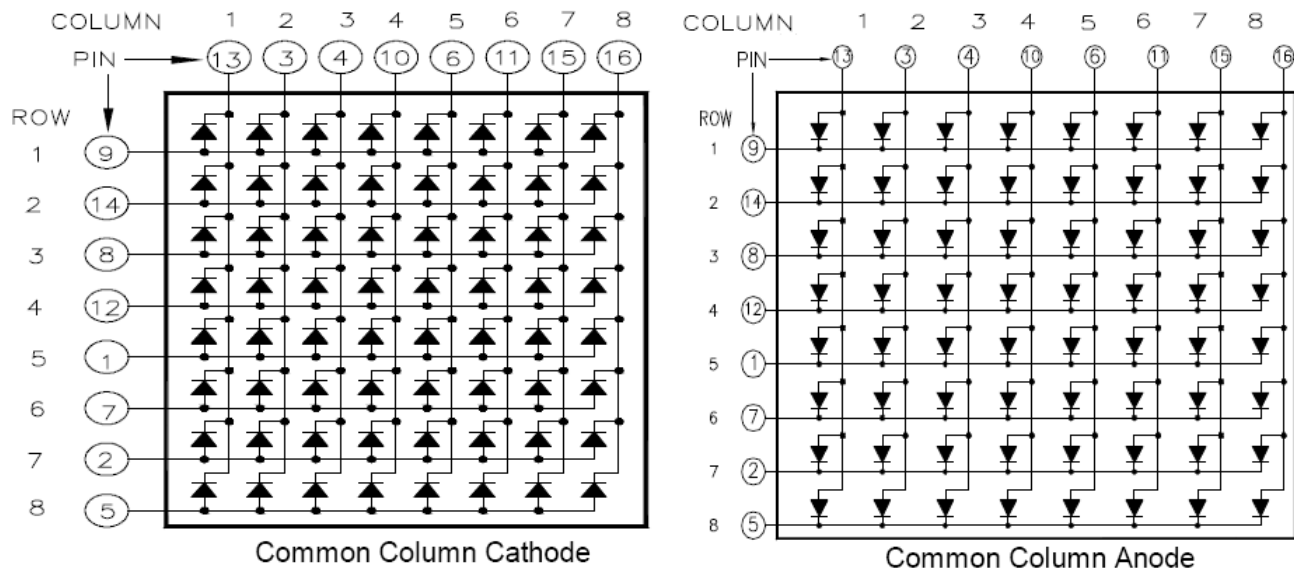 COLUMN 1 2 3 4 5 6 7 8
PIN 13 3 4 10 6 11 15 16
ROW
1 9
2 14
3 8
4 12
5 1
6 7
7 2
8 5
Common Column Cathode
COLUMN 1 2 3 4 5 6 7 8
PIN 13 3 4 10 6 11 15 16
ROW
1 9
2 14
3 8
4 12
5 1
6 7
7 2
8 5
Common Column Anode